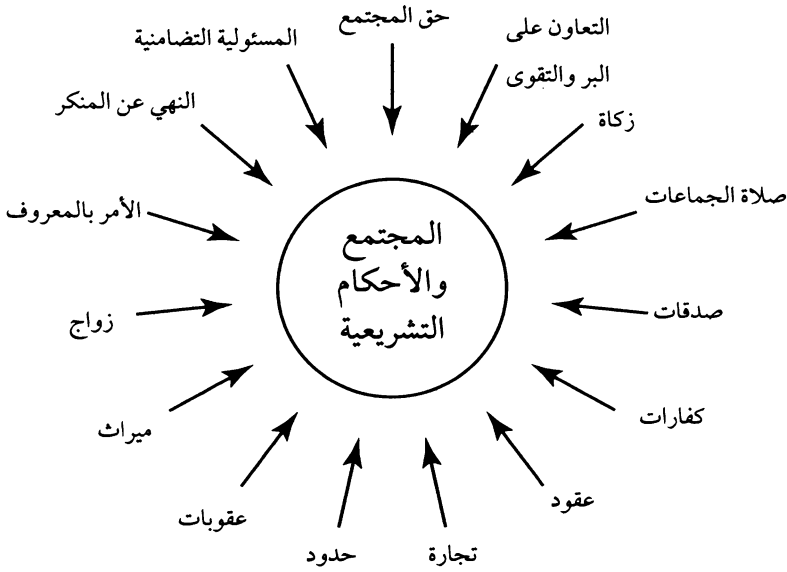 حق المجتمع
التعاون على
البر والتقوى
زكاة
صلاة الجماعات
صدقات
كفارات
عقود
تجارة
حدود
عقوبات
ميراث
زواج
الأمر بالمعروف
النهي عن المنكر
المسئولية التضامنية
المجتمع
والأحكام
التشريعية